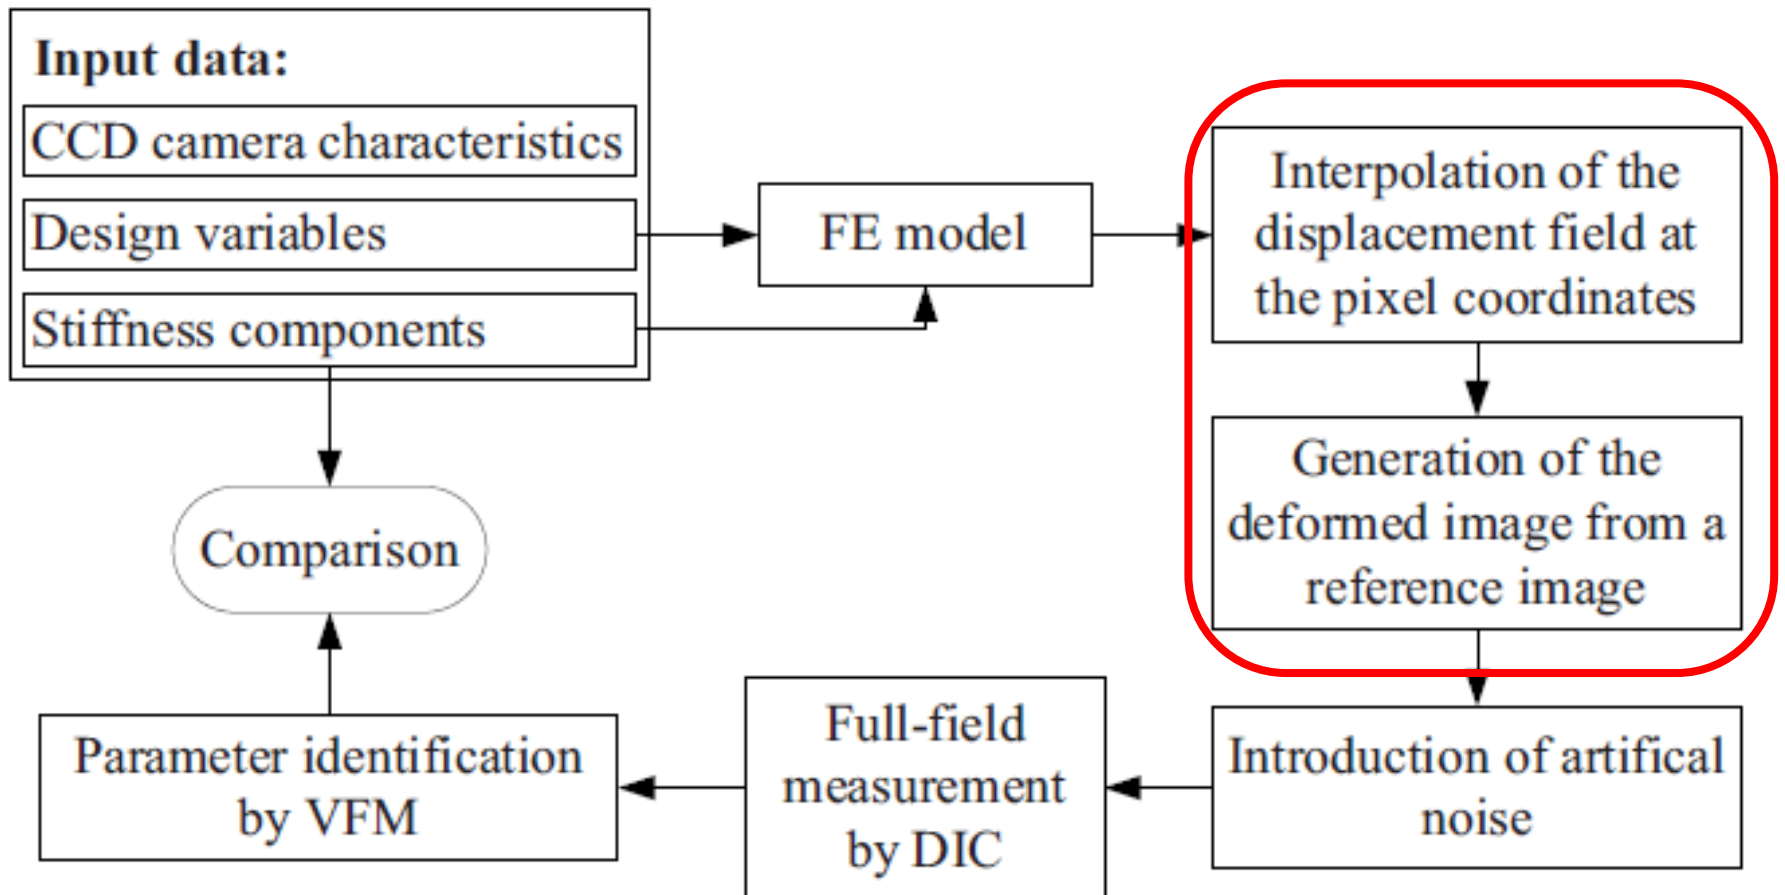 Input data:
CCD camera characteristics
Design variables
Stiffness components
FE model
Interpolation of the
displacement field at
the pixel coordinates
Generation of the
deformed image from a
reference image
Introduction of artifical
noise
Full-field
measurement
by DIC
Parameter identification
by VFM
Comparison